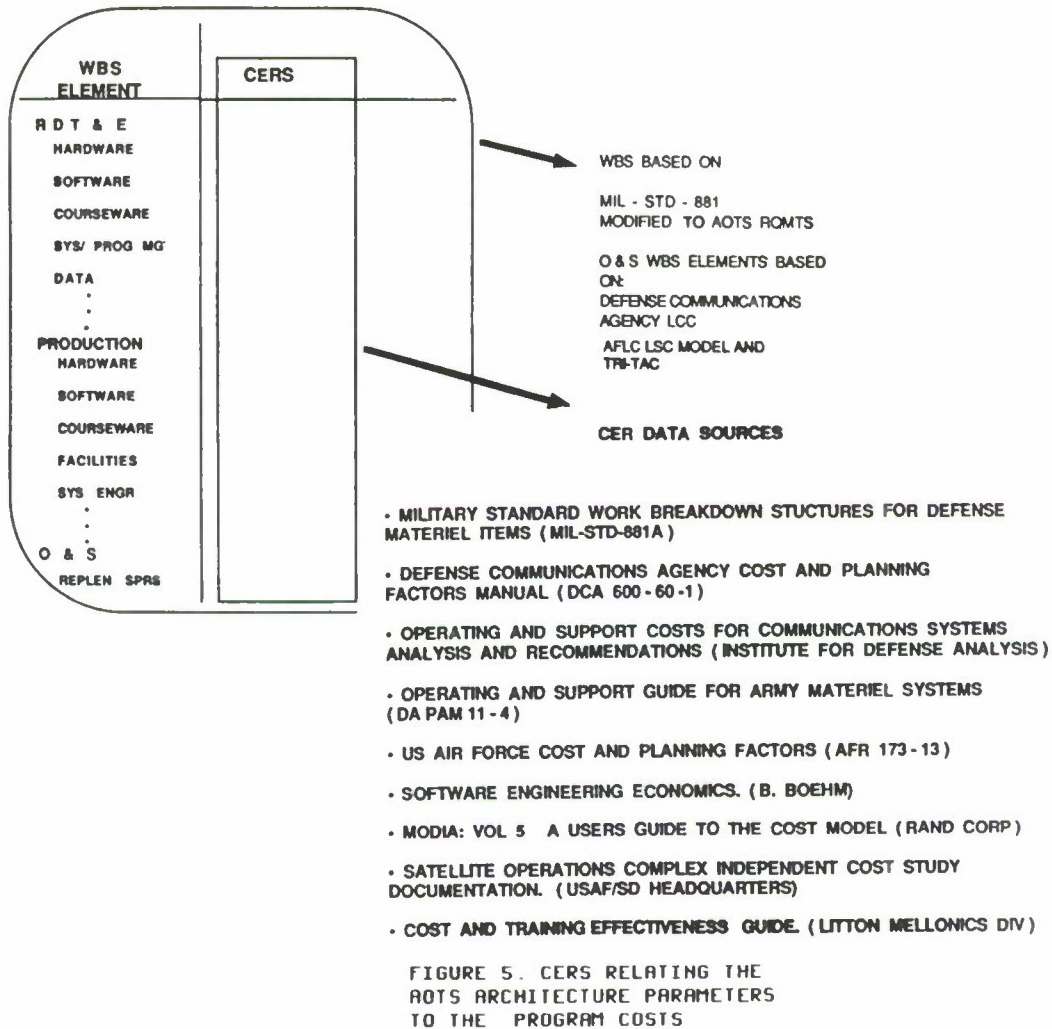 WBS
ELEMENT
CERS
R D T & E
HARDWARE
SOFTWARE
COURSEWARE
SYS/ PROG MG
DATA
PRODUCTION
HARDWARE
SOFTWARE
COURSEWARE
FACILITIES
SYS ENGR
O & S
REPLEN SPRS
WBS BASED ON
MIL - STD - 881
MODIFIED TO AOTS RQMTS
O & S WBS ELEMENTS BASED
ON:
DEFENSE COMMUNICATIONS
AGENCY LCC
AFLC LSC MODEL AND
TRI-TAC
CER DATA SOURCES
• MILITARY STANDARD WORK BREAKDOWN STUCTURES FOR DEFENSE
MATERIEL ITEMS (MIL-STD-881A)
• DEFENSE COMMUNICATIONS AGENCY COST AND PLANNING
FACTORS MANUAL (DCA 600-60-1)
• OPERATING AND SUPPORT COSTS FOR COMMUNICATIONS SYSTEMS
ANALYSIS AND RECOMMENDATIONS (INSTITUTE FOR DEFENSE ANALYSIS)
• OPERATING AND SUPPORT GUIDE FOR ARMY MATERIEL SYSTEMS
(DA PAM 11-4)
• US AIR FORCE COST AND PLANNING FACTORS (AFR 173-13)
• SOFTWARE ENGINEERING ECONOMICS. (B. BOEHM)
• MODIA: VOL 5 A USERS GUIDE TO THE COST MODEL (RAND CORP)
• SATELLITE OPERATIONS COMPLEX INDEPENDENT COST STUDY
DOCUMENTATION. (USAF/SD HEADQUARTERS)
• COST AND TRAINING EFFECTIVENESS GUIDE. (LITTON MELLONICS DIV)
FIGURE 5. CERS RELATING THE
AOTS ARCHITECTURE PARAMETERS
TO THE PROGRAM COSTS